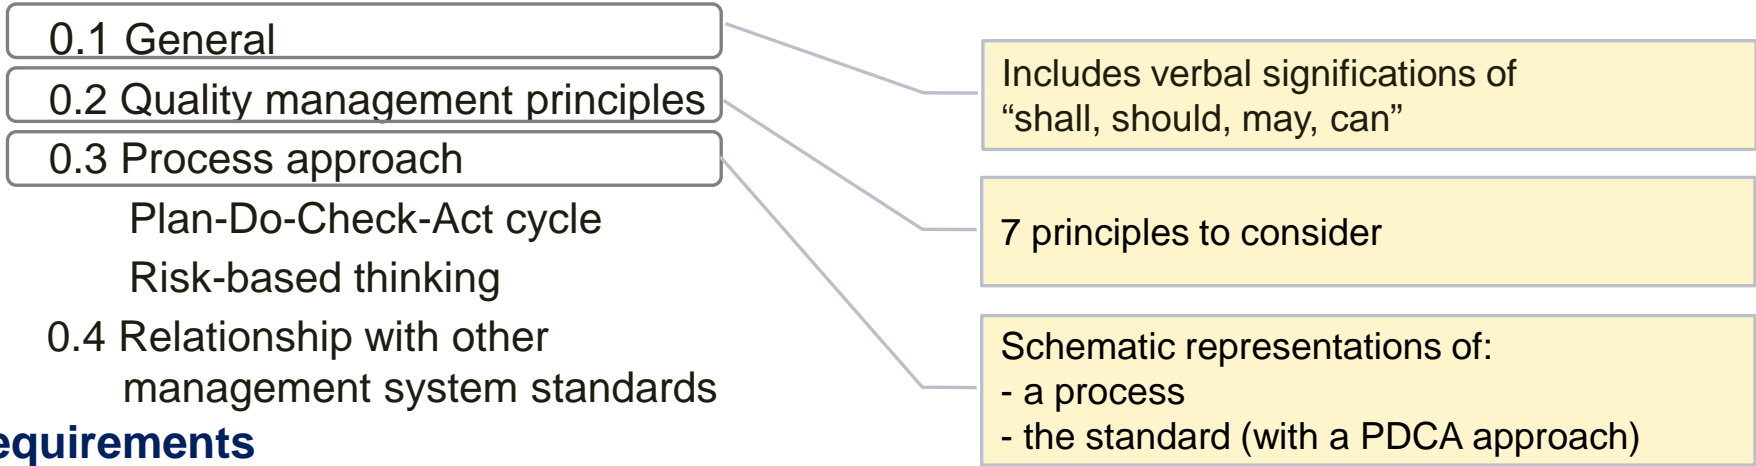 0.1 General
0.2 Quality management principles
0.3 Process approach
Plan-Do-Check-Act cycle
Risk-based thinking
0.4 Relationship with other
management system standards
equirements
Includes verbal significations of
“shall, should, may, can”
7 principles to consider
Schematic representations of:
- a process
- the standard (with a PDCA approach)